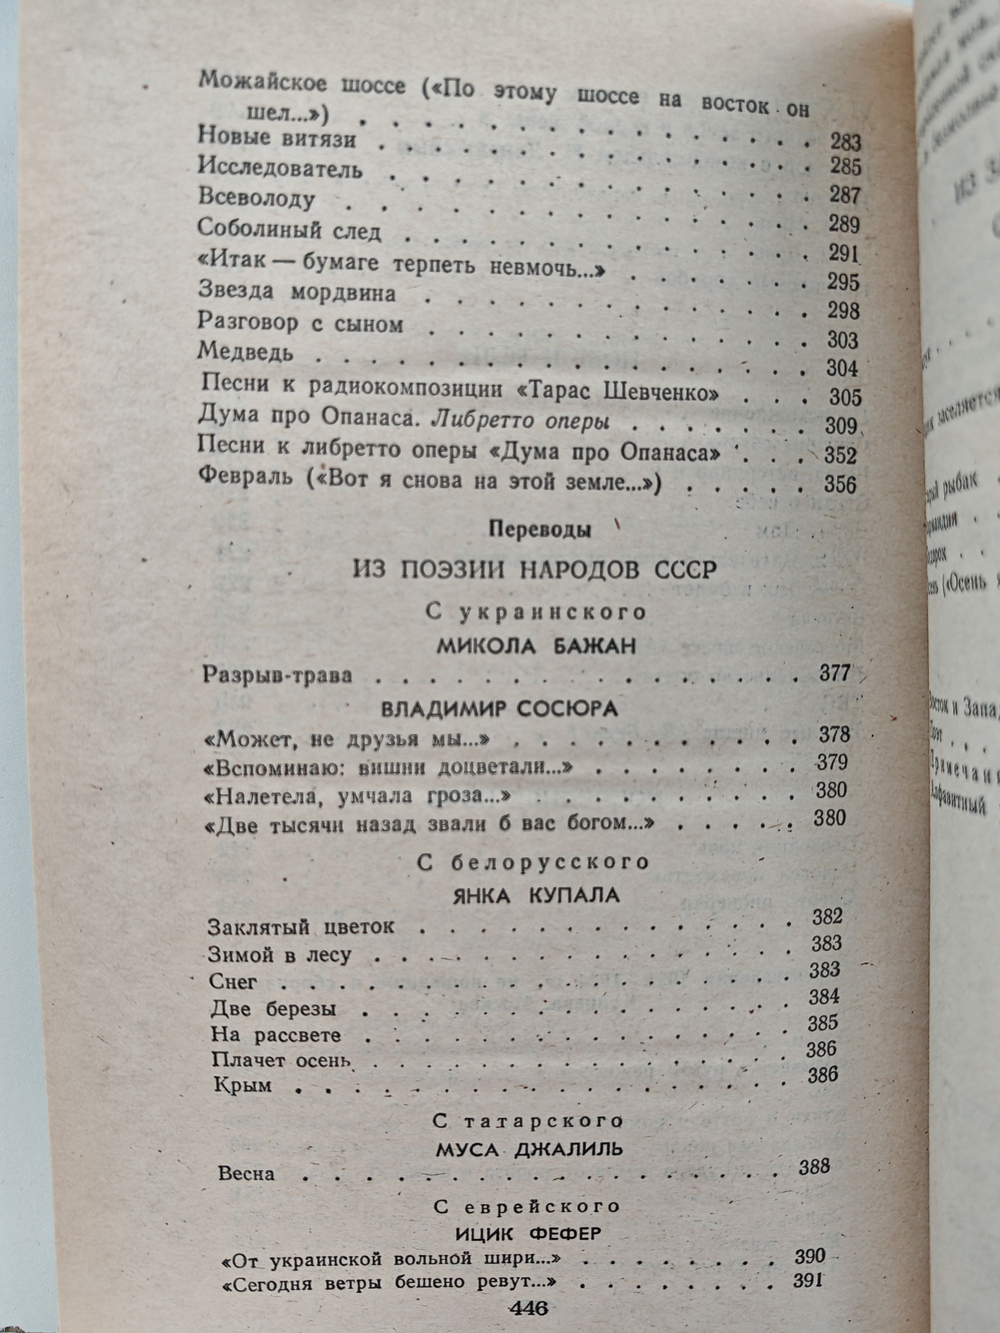 Можайское шоссе («По этому шоссе на восток он
шел...») . . . . . . . . . . . . . . . 283
Новые витязи . . . . . . . . . . . . . . 285
Исследователь . . . . . . . . . . . . . . 287
Всеволоду . . . . . . . . . . . . . . . 289
Соболиный след . . . . . . . . . . . . . 291
«Итак — бумаге терпеть невмочь...» . . . . . . 295
Звезда мордвина . . . . . . . . . . . . . 298
Разговор с сыном . . . . . . . . . . . . . 303
Медведь . . . . . . . . . . . . . . . . 304
Песни к радиокомпозиции «Тарас Шевченко» . . . 305
Дума про Опанаса. Либретто оперы . . . . . . . 309
Песни к либретто оперы «Дума про Опанаса» . . . 352
Февраль («Вот я снова на этой земле...») . . . . . 356
Переводы
ИЗ ПОЭЗИИ НАРОДОВ СССР
С украинского
МИКОЛА БАЖАН
Разрыв-трава . . . . . . . . . . . . . . . 377
ВЛАДИМИР СОСЮРА
«Может, не друзья мы...» . . . . . . . . . . . 378
«Вспоминаю: вишни доцветали...» . . . . . . . . 379
«Налетела, умчала гроза...» . . . . . . . . . . 380
«Две тысячи назад звали б вас богом...» . . . . . 380
С белорусского
ЯНКА КУПАЛА
Заклятый цветок . . . . . . . . . . . . . . 382
Зимой в лесу . . . . . . . . . . . . . . . 383
Снег . . . . . . . . . . . . . . . . . . 383
Две березы . . . . . . . . . . . . . . . . 384
На рассвете . . . . . . . . . . . . . . . 385
Плачет осень . . . . . . . . . . . . . . . 386
Крым . . . . . . . . . . . . . . . . . . 386
С татарского
МУСА ДЖАЛИЛЬ
Весна . . . . . . . . . . . . . . . . . 388
С еврейского
ИЦИК ФЕФЕР
«От украинской вольной шири...» . . . . . . . . 390
«Сегодня ветры бешено ревут...» . . . . . . . . 391
446
ИЗ
заселяется
рыбак
(«Осень
Восток и Запад